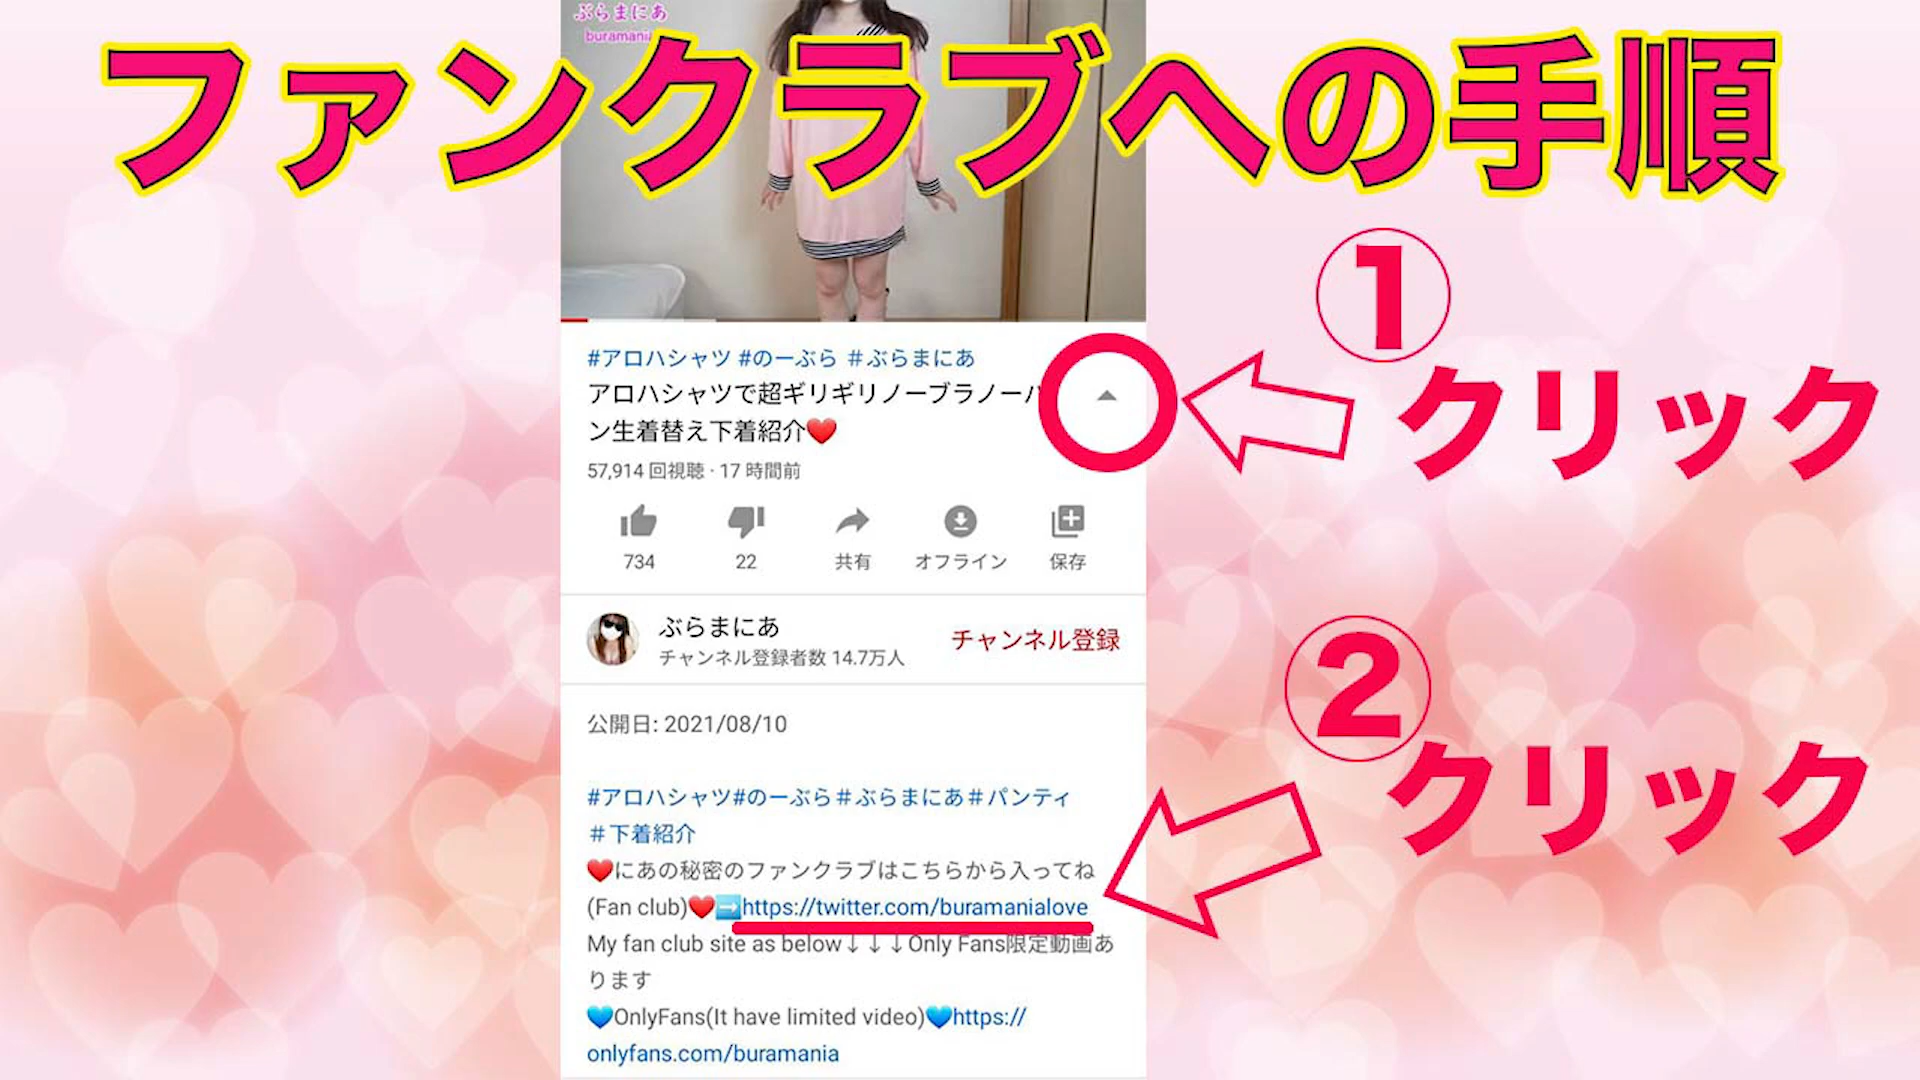 ぶらまにあ
ファンクラブへの手順
#アロハシャツ #のーぶら #ぶらまにあ
アロハシャツで超ギリギリノーブラノーパ
ン生着替え下着紹介❤️
57,914 回視聴 · 17 時間前
734
22
共有
オフライン
保存
① クリック
ぶらまにあ
チャンネル登録者数 14.7万人
チャンネル登録
公開日: 2021/08/10
#アロハシャツ#のーぶら#ぶらまにあ#パンティ
#下着紹介
❤️にあの秘密のファンクラブはこちらから入ってね
(Fan club)❤️➡️https://twitter.com/buramanialove
② クリック
My fan club site as below↓↓↓Only Fans限定動画あ
ります
💙OnlyFans(It have limited video)💙https://
onlyfans.com/buramania